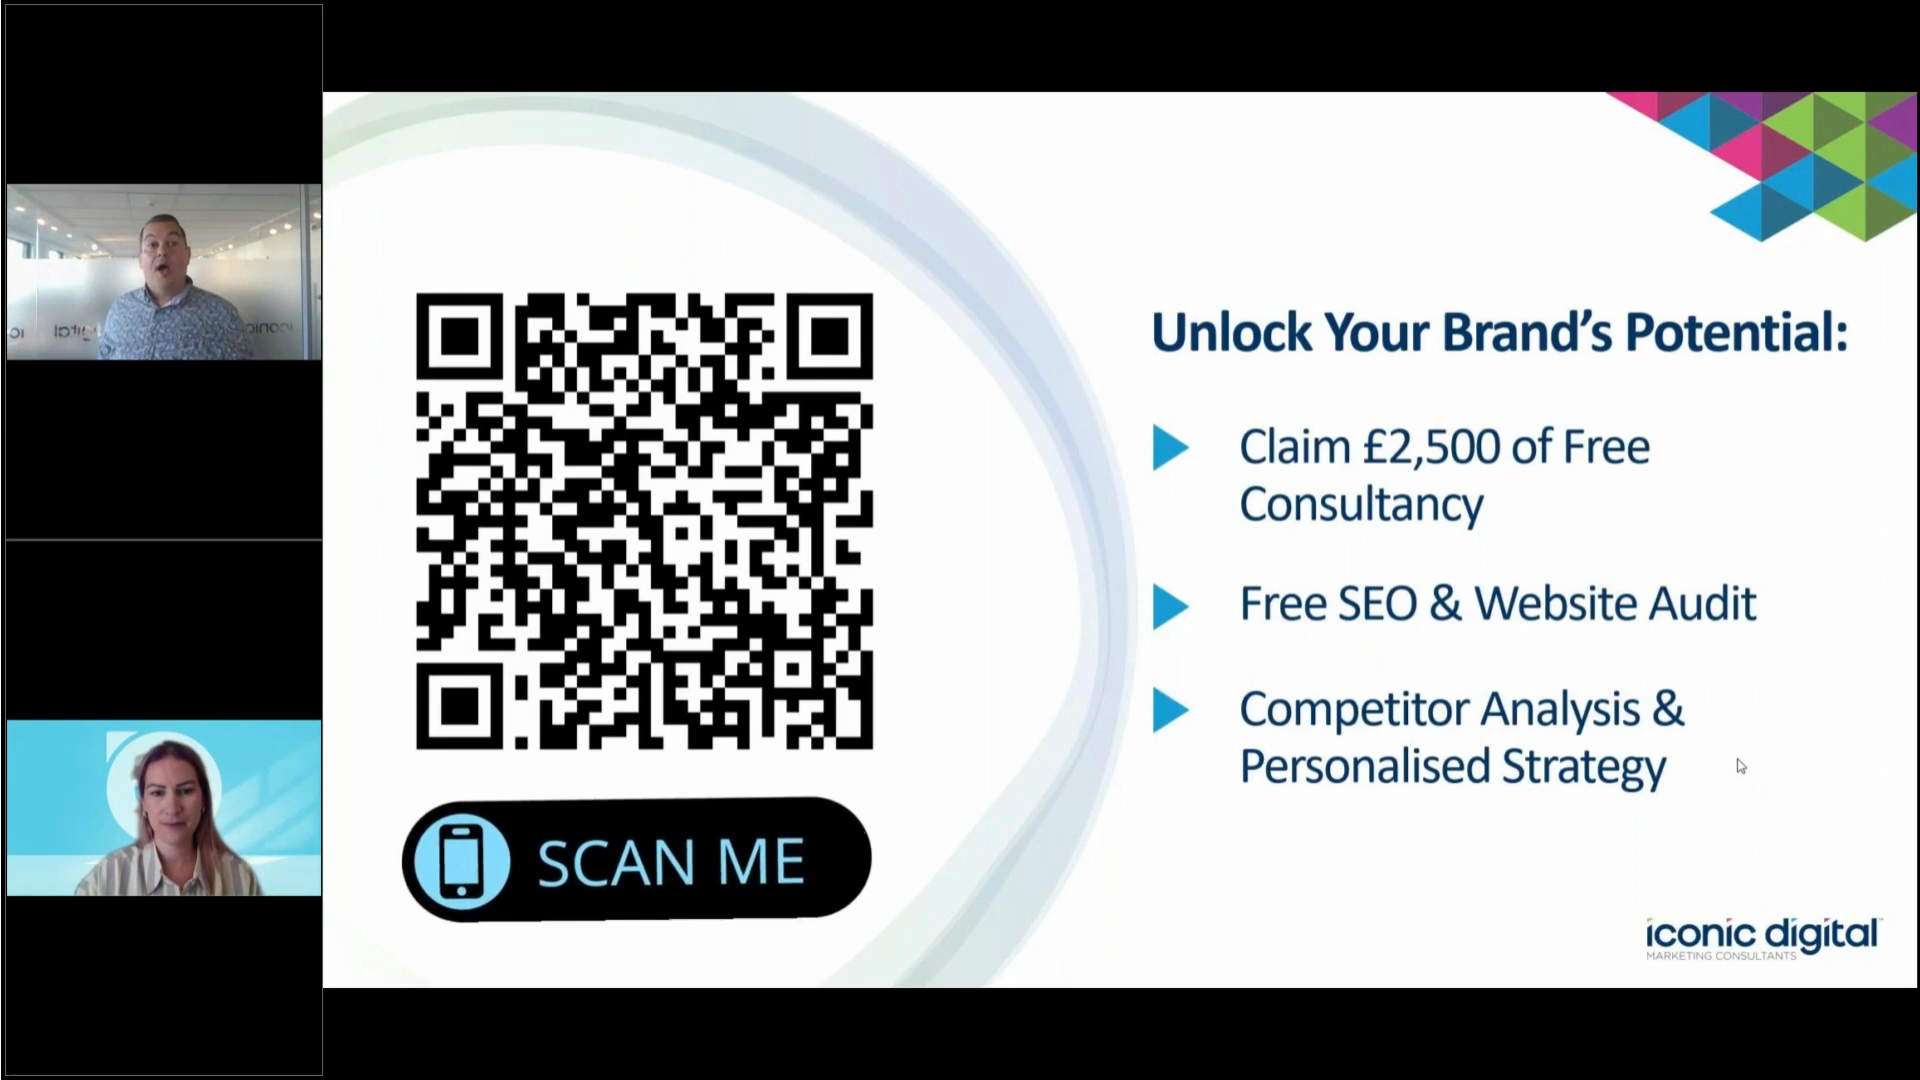 Unlock Your Brand’s Potential:
Claim £2,500 of Free
Consultancy
Free SEO & Website Audit
Competitor Analysis &
Personalised Strategy
SCAN ME
iconic digital™
MARKETING CONSULTANTS